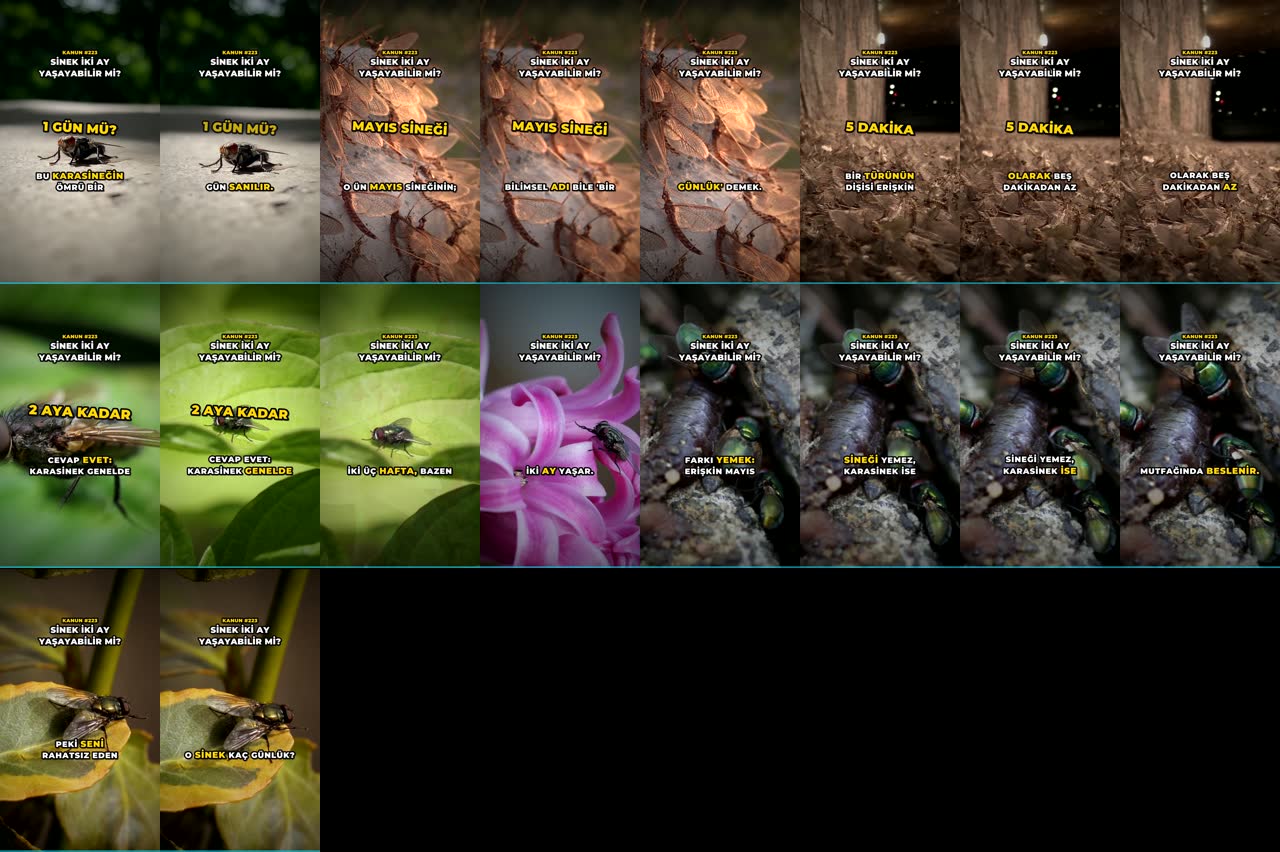 KANUN #223
SİNEK İKİ AY
YAŞAYABİLİR Mİ?
1 GÜN MÜ?
BU KARASİNEĞİN
ÖMRÜ BİR
KANUN #223
SİNEK İKİ AY
YAŞAYABİLİR Mİ?
1 GÜN MÜ?
GÜN SANILIR.
KANUN #223
SİNEK İKİ AY
YAŞAYABİLİR Mİ?
MAYIS SİNEĞİ
O ÜN MAYIS SİNEĞİNİN;
KANUN #223
SİNEK İKİ AY
YAŞAYABİLİR Mİ?
MAYIS SİNEĞİ
BİLİMSEL ADI BİLE 'BİR
KANUN #223
SİNEK İKİ AY
YAŞAYABİLİR Mİ?
GÜNLÜK' DEMEK.
KANUN #223
SİNEK İKİ AY
YAŞAYABİLİR Mİ?
5 DAKİKA
BİR TÜRÜNÜN
DİŞİSİ ERİŞKİN
KANUN #223
SİNEK İKİ AY
YAŞAYABİLİR Mİ?
5 DAKİKA
OLARAK BEŞ
DAKİKADAN AZ
KANUN #223
SİNEK İKİ AY
YAŞAYABİLİR Mİ?
OLARAK BEŞ
DAKİKADAN AZ
KANUN #223
SİNEK İKİ AY
YAŞAYABİLİR Mİ?
2 AYA KADAR
CEVAP EVET:
KARASİNEK GENELDE
KANUN #223
SİNEK İKİ AY
YAŞAYABİLİR Mİ?
2 AYA KADAR
CEVAP EVET:
KARASİNEK GENELDE
KANUN #223
SİNEK İKİ AY
YAŞAYABİLİR Mİ?
İKİ ÜÇ HAFTA, BAZEN
KANUN #223
SİNEK İKİ AY
YAŞAYABİLİR Mİ?
İKİ AY YAŞAR.
KANUN #223
SİNEK İKİ AY
YAŞAYABİLİR Mİ?
FARKI YEMEK:
ERİŞKİN MAYIS
KANUN #223
SİNEK İKİ AY
YAŞAYABİLİR Mİ?
SİNEĞİ YEMEZ,
KARASİNEK İSE
KANUN #223
SİNEK İKİ AY
YAŞAYABİLİR Mİ?
SİNEĞİ YEMEZ,
KARASİNEK İSE
KANUN #223
SİNEK İKİ AY
YAŞAYABİLİR Mİ?
MUTFAĞINDA BESLENİR.
KANUN #223
SİNEK İKİ AY
YAŞAYABİLİR Mİ?
PEKİ SENİ
RAHATSIZ EDEN
KANUN #223
SİNEK İKİ AY
YAŞAYABİLİR Mİ?
O SİNEK KAÇ GÜNLÜK?